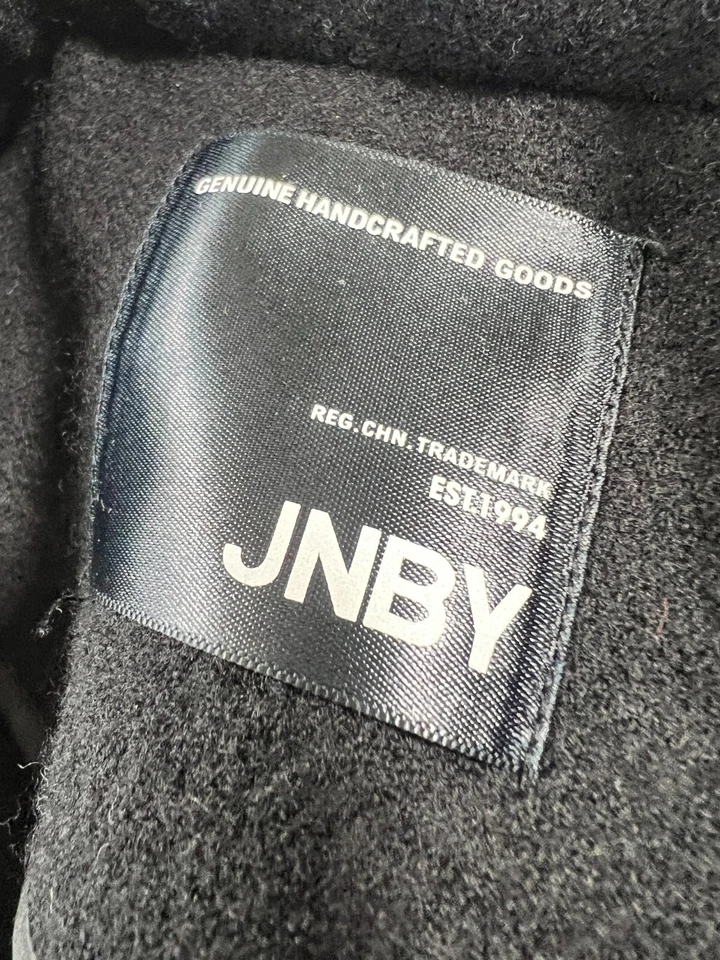 GENUINE HANDCRAFTED GOODS
REG.CHN.TRADEMARK
EST.1994
JNBY